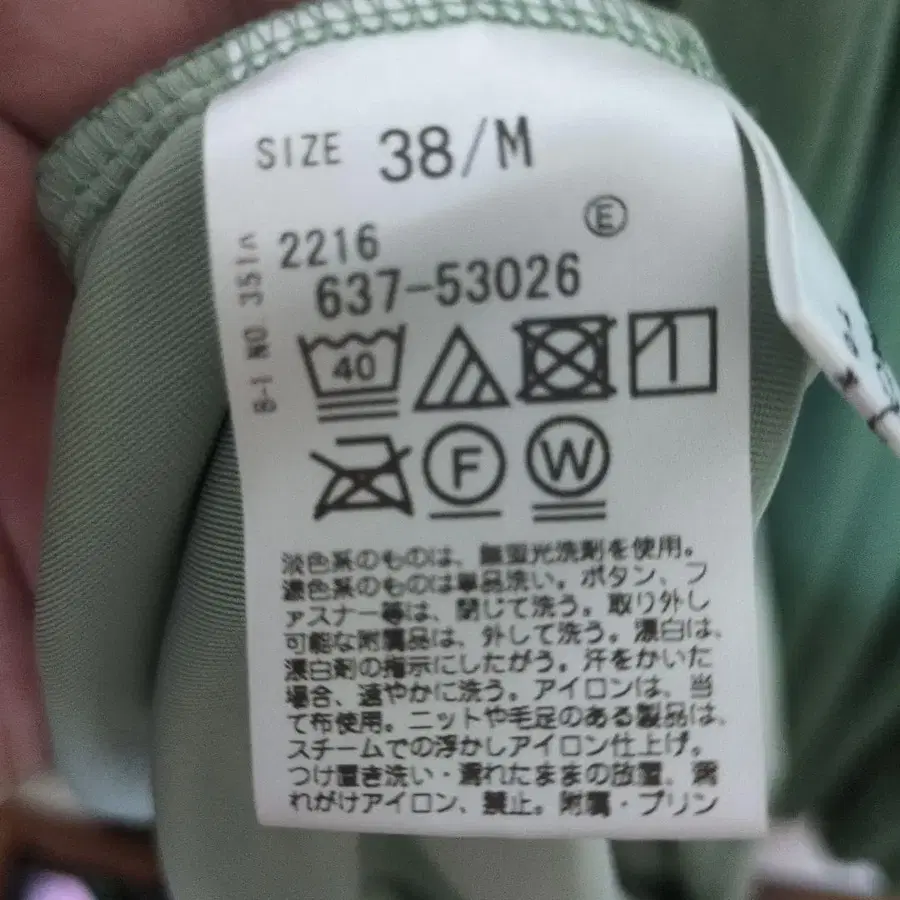 SIZE 38/M
Ⓔ
2216
637-53026
B-1 NO.351
40
F W
淡色系のものは、無蛍光洗剤を使用。
濃色系のものは単品洗い。ボタン、フ
ァスナー等は、閉じて洗う。取り外し
可能な附属品は、外して洗う。漂白は、
漂白剤の指示にしたがう。汗をかいた
場合、速やかに洗う。アイロンは、当
て布使用。ニットや毛足のある製品は、
スチームでの浮かしアイロン仕上げ。
つけ置き洗い・濡れたままの放置、濡
れがけアイロン、禁止。附属・プリン